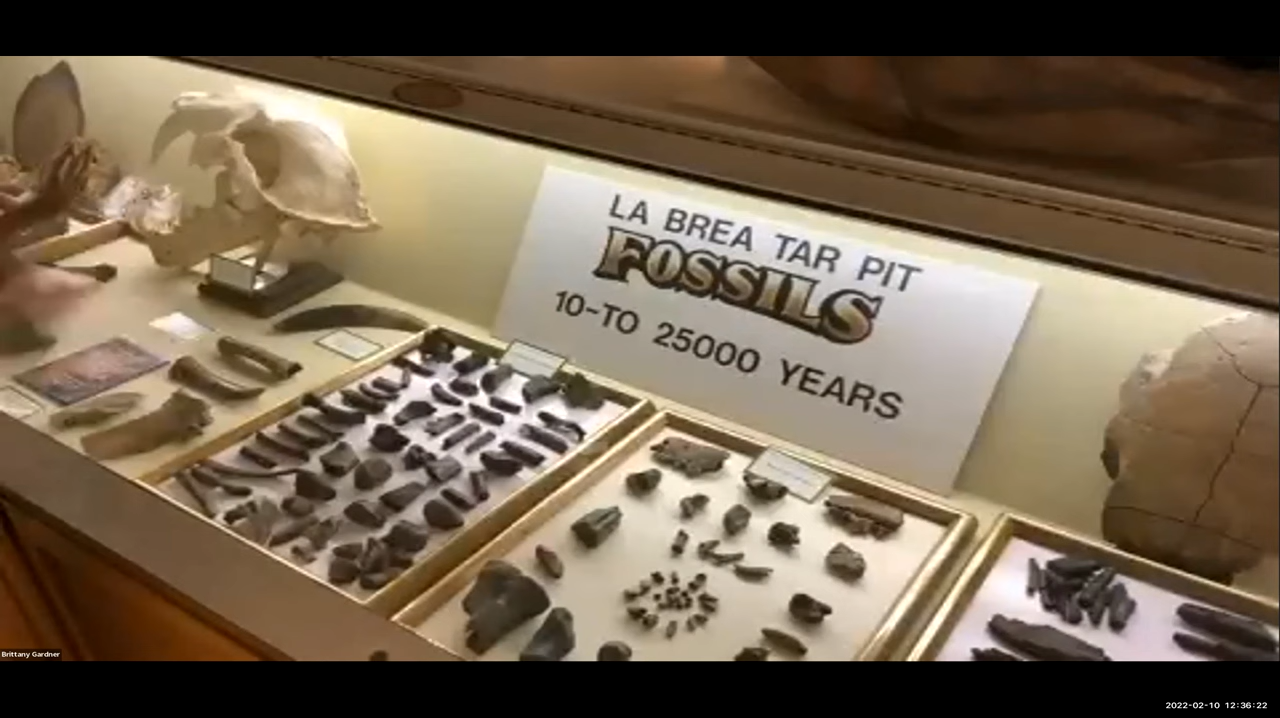 LA BREA TAR PIT
FOSSILS
10-TO 25000 YEARS
Brittany Gardner
2022-02-10 12:36:22